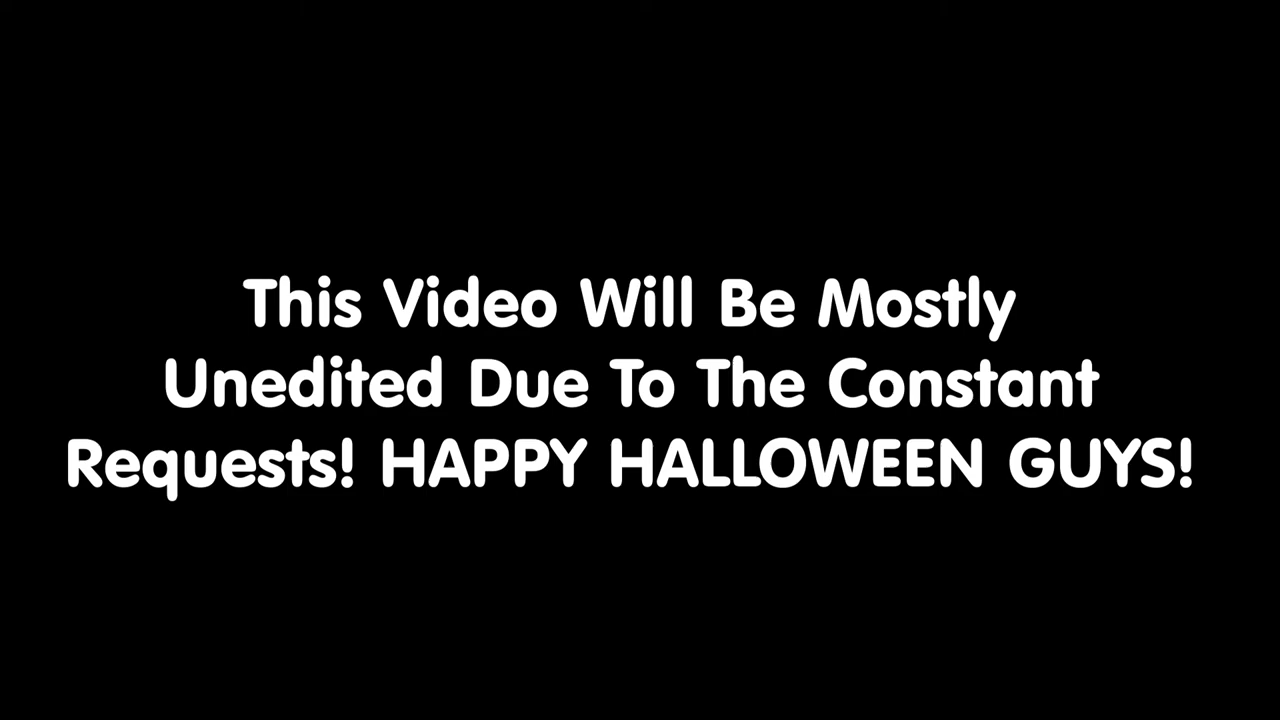 This Video Will Be Mostly
Unedited Due To The Constant
Requests! HAPPY HALLOWEEN GUYS!